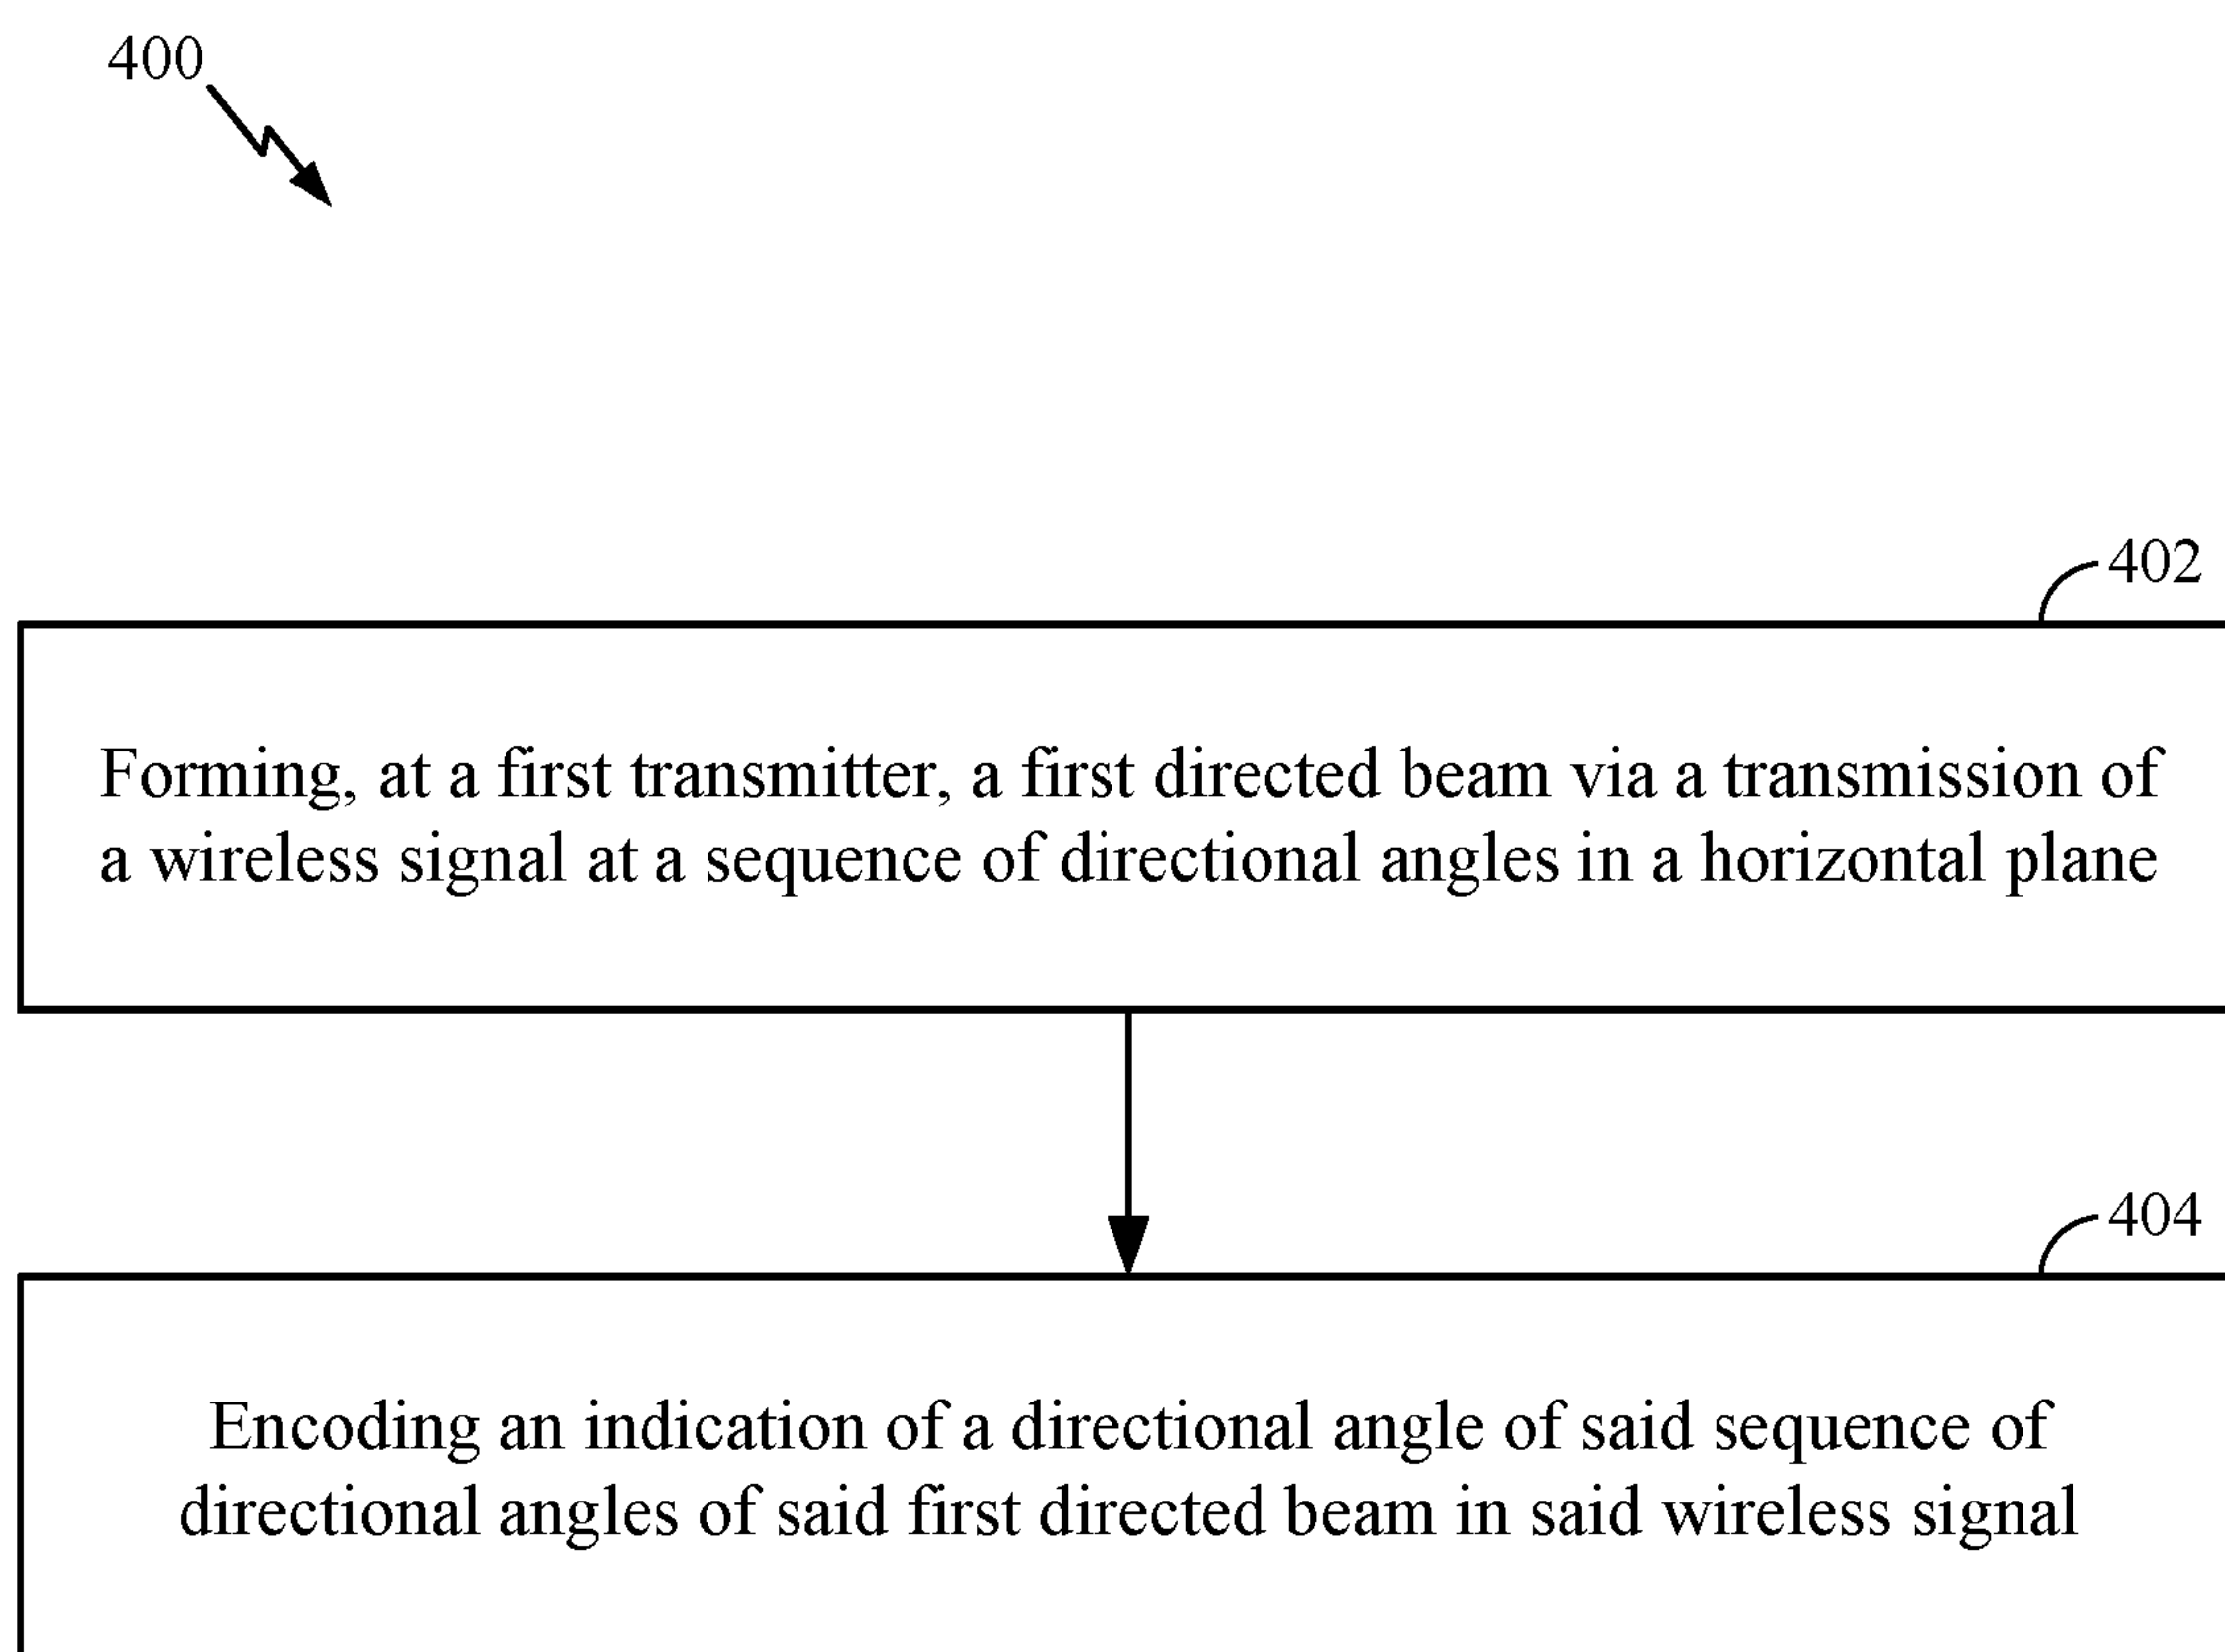 400
402
Forming, at a first transmitter, a first directed beam via a transmission of
a wireless signal at a sequence of directional angles in a horizontal plane
404
Encoding an indication of a directional angle of said sequence of
directional angles of said first directed beam in said wireless signal